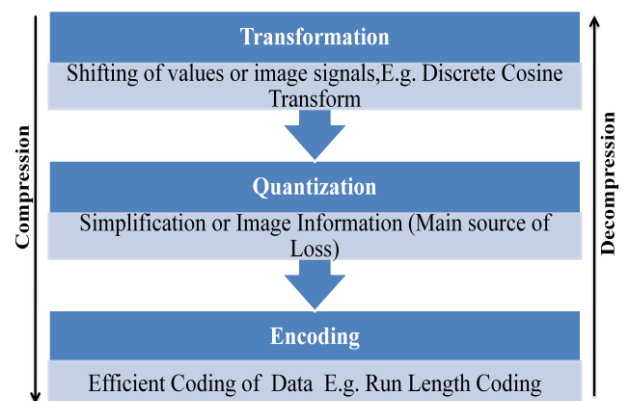 Transformation
Shifting of values or image signals,E.g. Discrete Cosine
Transform
Quantization
Simplification or Image Information (Main source of
Loss)
Encoding
Efficient Coding of Data E.g. Run Length Coding
Compression
Decompression